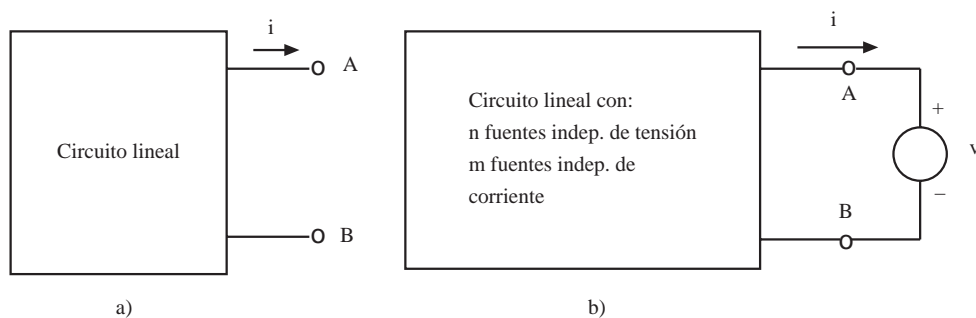 i
A
Circuito lineal
B
a)
i
Circuito lineal con:
n fuentes indep. de tensión
m fuentes indep. de
corriente
A
+
v
−
B
b)